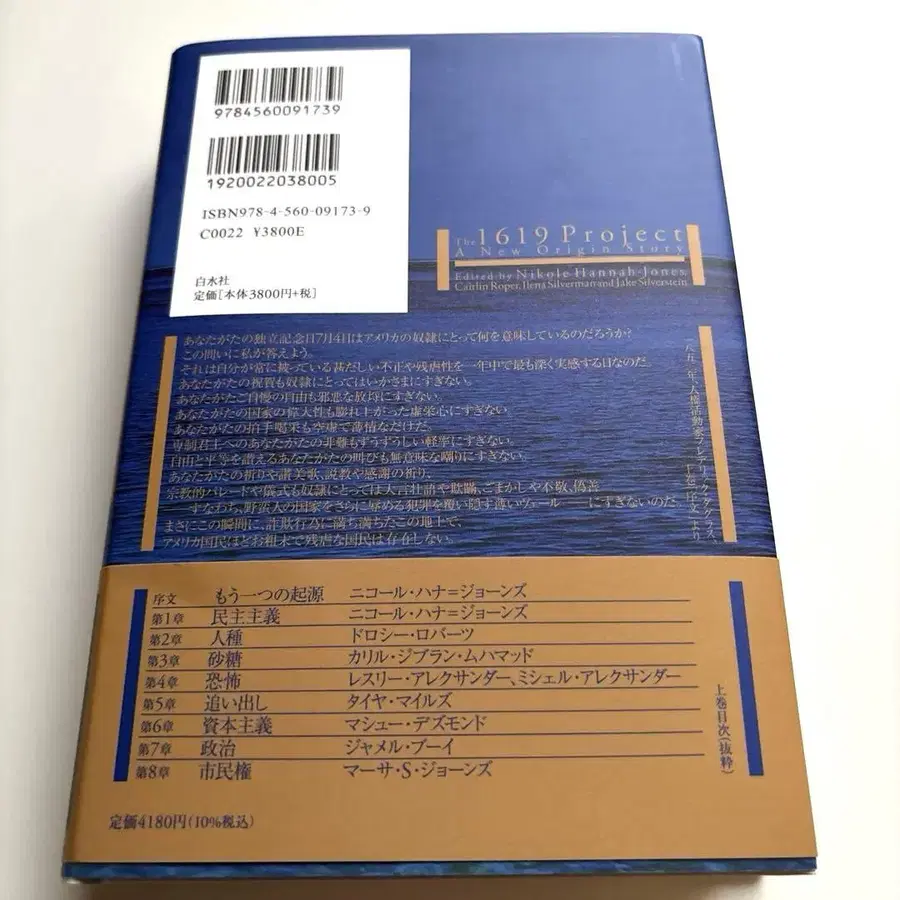 9784560091739
1920022038005
ISBN978-4-560-09173-9
C0022 ¥3800E
白水社
定価[本体3800円+税]
The 1619 Project
A New Origin Story
Edited by Nikole Hannah-Jones,
Caitlin Roper, Ilena Silverman and Jake Silverstein
あなたがたの独立記念日7月4日はアメリカの奴隷にとって何を意味しているのだろうか?
この問いに私が答えよう。
それは自分が常に被っている甚だしい不正や残虐性を一年中で最も深く実感する日なのだ。
あなたがたの祝賀も奴隷にとってはいかさまにすぎない。
あなたがたご自慢の自由も邪悪な放埒にすぎない。
あなたがたの国家の偉大性も膨れ上がった虚栄心にすぎない。
あなたがたの拍手喝采も空虚で薄情なだけだ。
専制君主へのあなたがたの非難もずうずうしい軽率にすぎない。
自由と平等を讃えるあなたがたの叫びも無意味な嘲りにすぎない。
あなたがたの祈りや讃美歌、説教や感謝の祈り、
宗教的パレードや儀式も奴隷にとっては大言壮語や欺瞞、ごまかしや不敬、偽善
──すなわち、野蛮人の国家をさらに辱める犯罪を覆い隠す薄いヴェール──にすぎないのだ。
まさにこの瞬間に、詐欺行為に満ち満ちたこの地上で、
アメリカ国民ほどお粗末で残虐な国民は存在しない。
一八五二年、人権活動家フレデリック・ダグラス、
上巻「序文」より
序文 もう一つの起源 ニコール・ハナ=ジョーンズ
第1章 民主主義 ニコール・ハナ=ジョーンズ
第2章 人種 ドロシー・ロバーツ
第3章 砂糖 カリル・ジブラン・ムハマッド
第4章 恐怖 レスリー・アレクサンダー、ミシェル・アレクサンダー
第5章 追い出し タイヤ・マイルズ
第6章 資本主義 マシュー・デズモンド
第7章 政治 ジャメル・ブーイ
第8章 市民権 マーサ・S・ジョーンズ
上巻目次(抜粋)
定価4180円(10%税込)